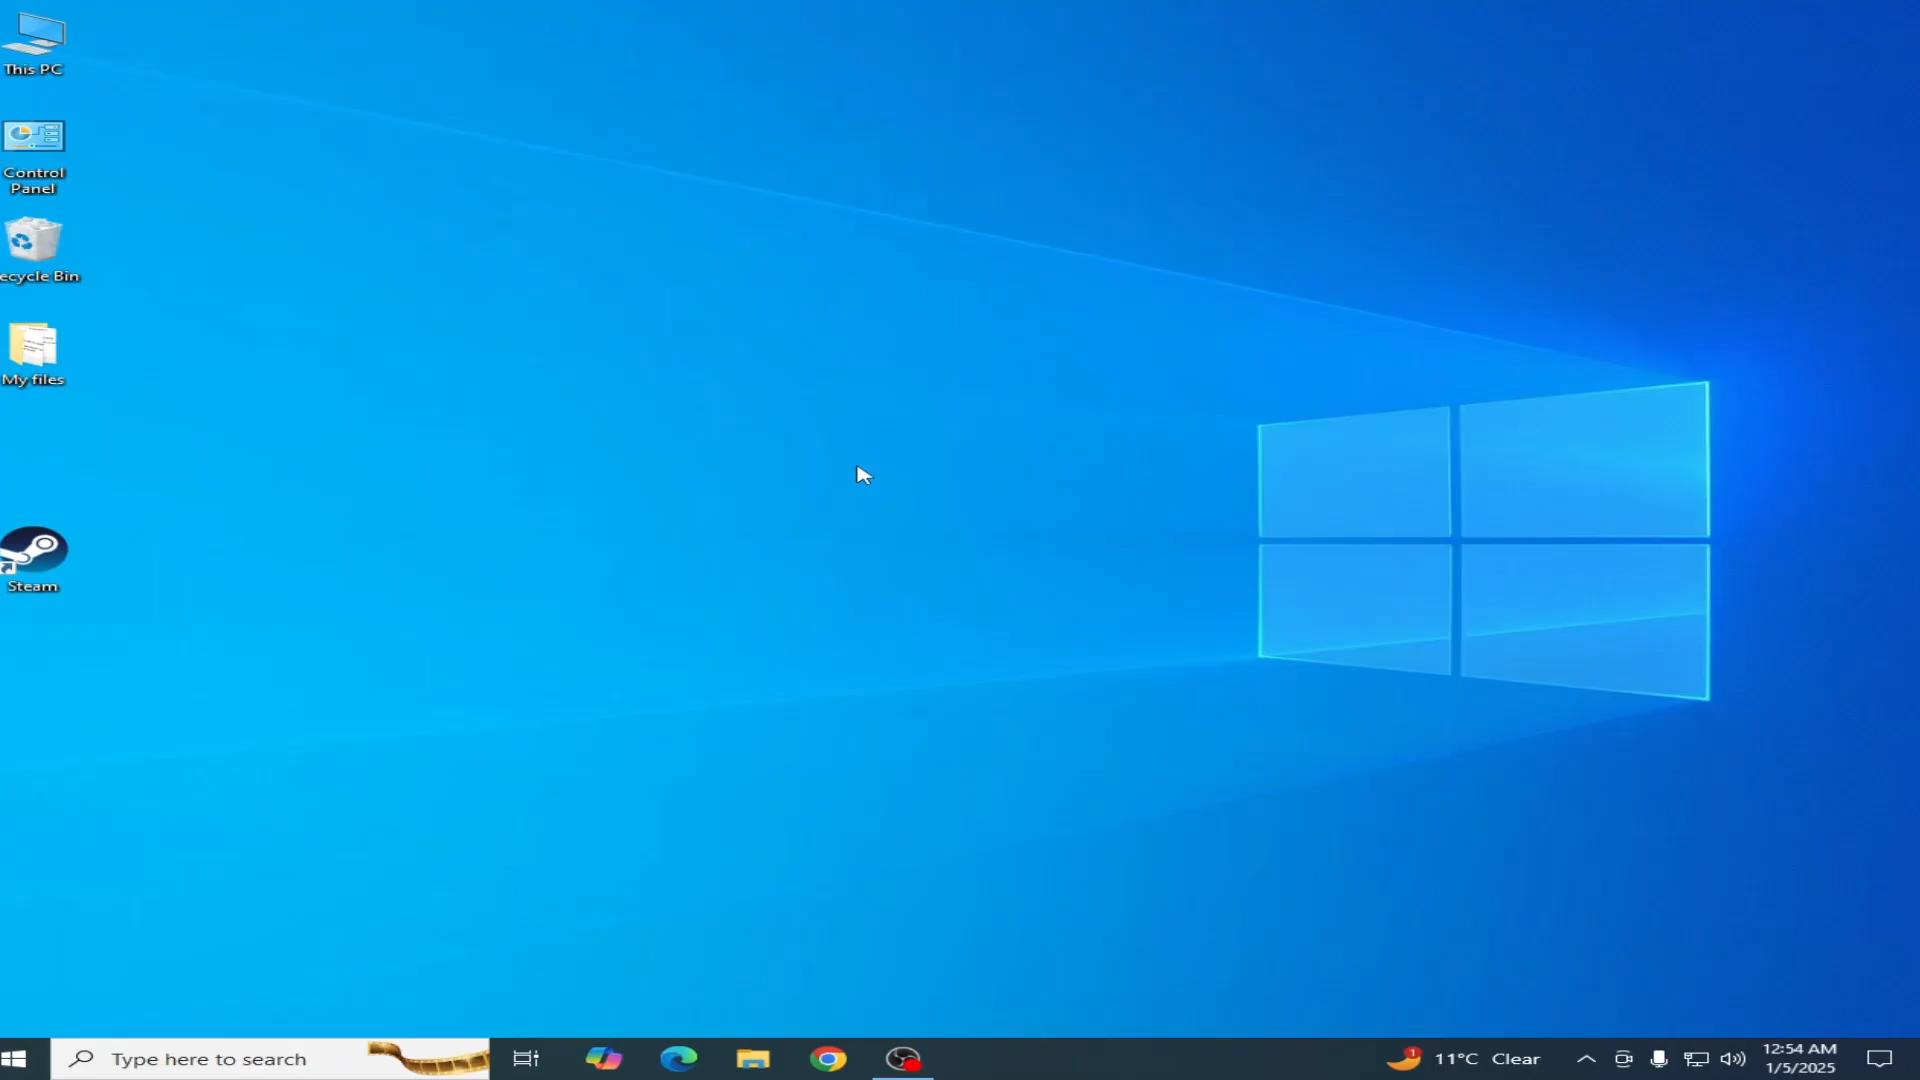 This PC
Control
Panel
ecycle Bin
My files
Steam
Type here to search
1
11°C Clear
12:54 AM
1/5/2025